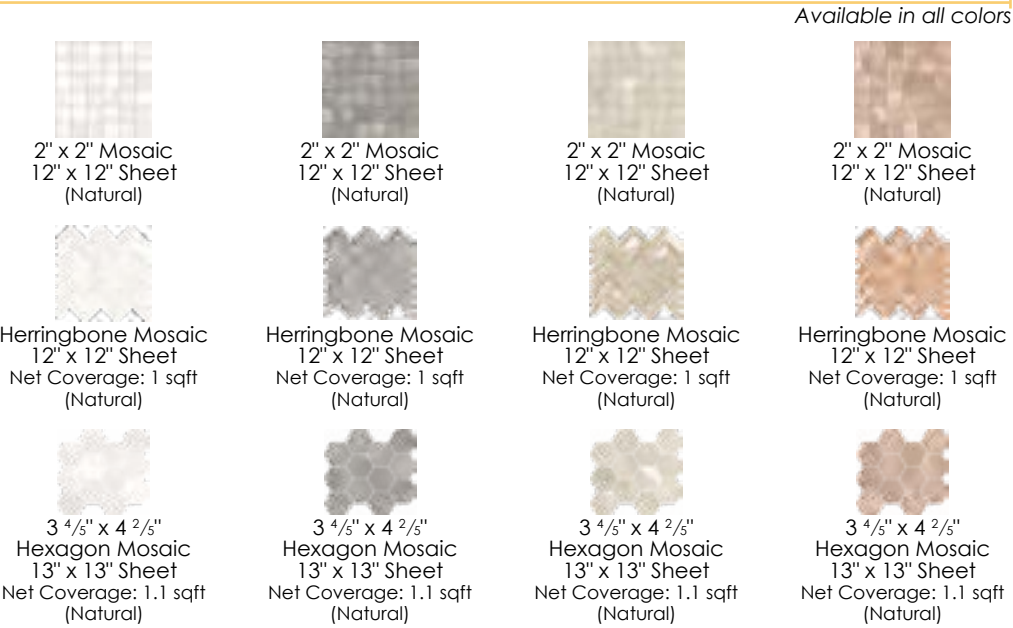 Available in all colors
2" x 2" Mosaic
12" x 12" Sheet
(Natural)
2" x 2" Mosaic
12" x 12" Sheet
(Natural)
2" x 2" Mosaic
12" x 12" Sheet
(Natural)
2" x 2" Mosaic
12" x 12" Sheet
(Natural)
Herringbone Mosaic
12" x 12" Sheet
Net Coverage: 1 sqft
(Natural)
Herringbone Mosaic
12" x 12" Sheet
Net Coverage: 1 sqft
(Natural)
Herringbone Mosaic
12" x 12" Sheet
Net Coverage: 1 sqft
(Natural)
Herringbone Mosaic
12" x 12" Sheet
Net Coverage: 1 sqft
(Natural)
3 ⁴/₅" x 4 ²/₅"
Hexagon Mosaic
13" x 13" Sheet
Net Coverage: 1.1 sqft
(Natural)
3 ⁴/₅" x 4 ²/₅"
Hexagon Mosaic
13" x 13" Sheet
Net Coverage: 1.1 sqft
(Natural)
3 ⁴/₅" x 4 ²/₅"
Hexagon Mosaic
13" x 13" Sheet
Net Coverage: 1.1 sqft
(Natural)
3 ⁴/₅" x 4 ²/₅"
Hexagon Mosaic
13" x 13" Sheet
Net Coverage: 1.1 sqft
(Natural)